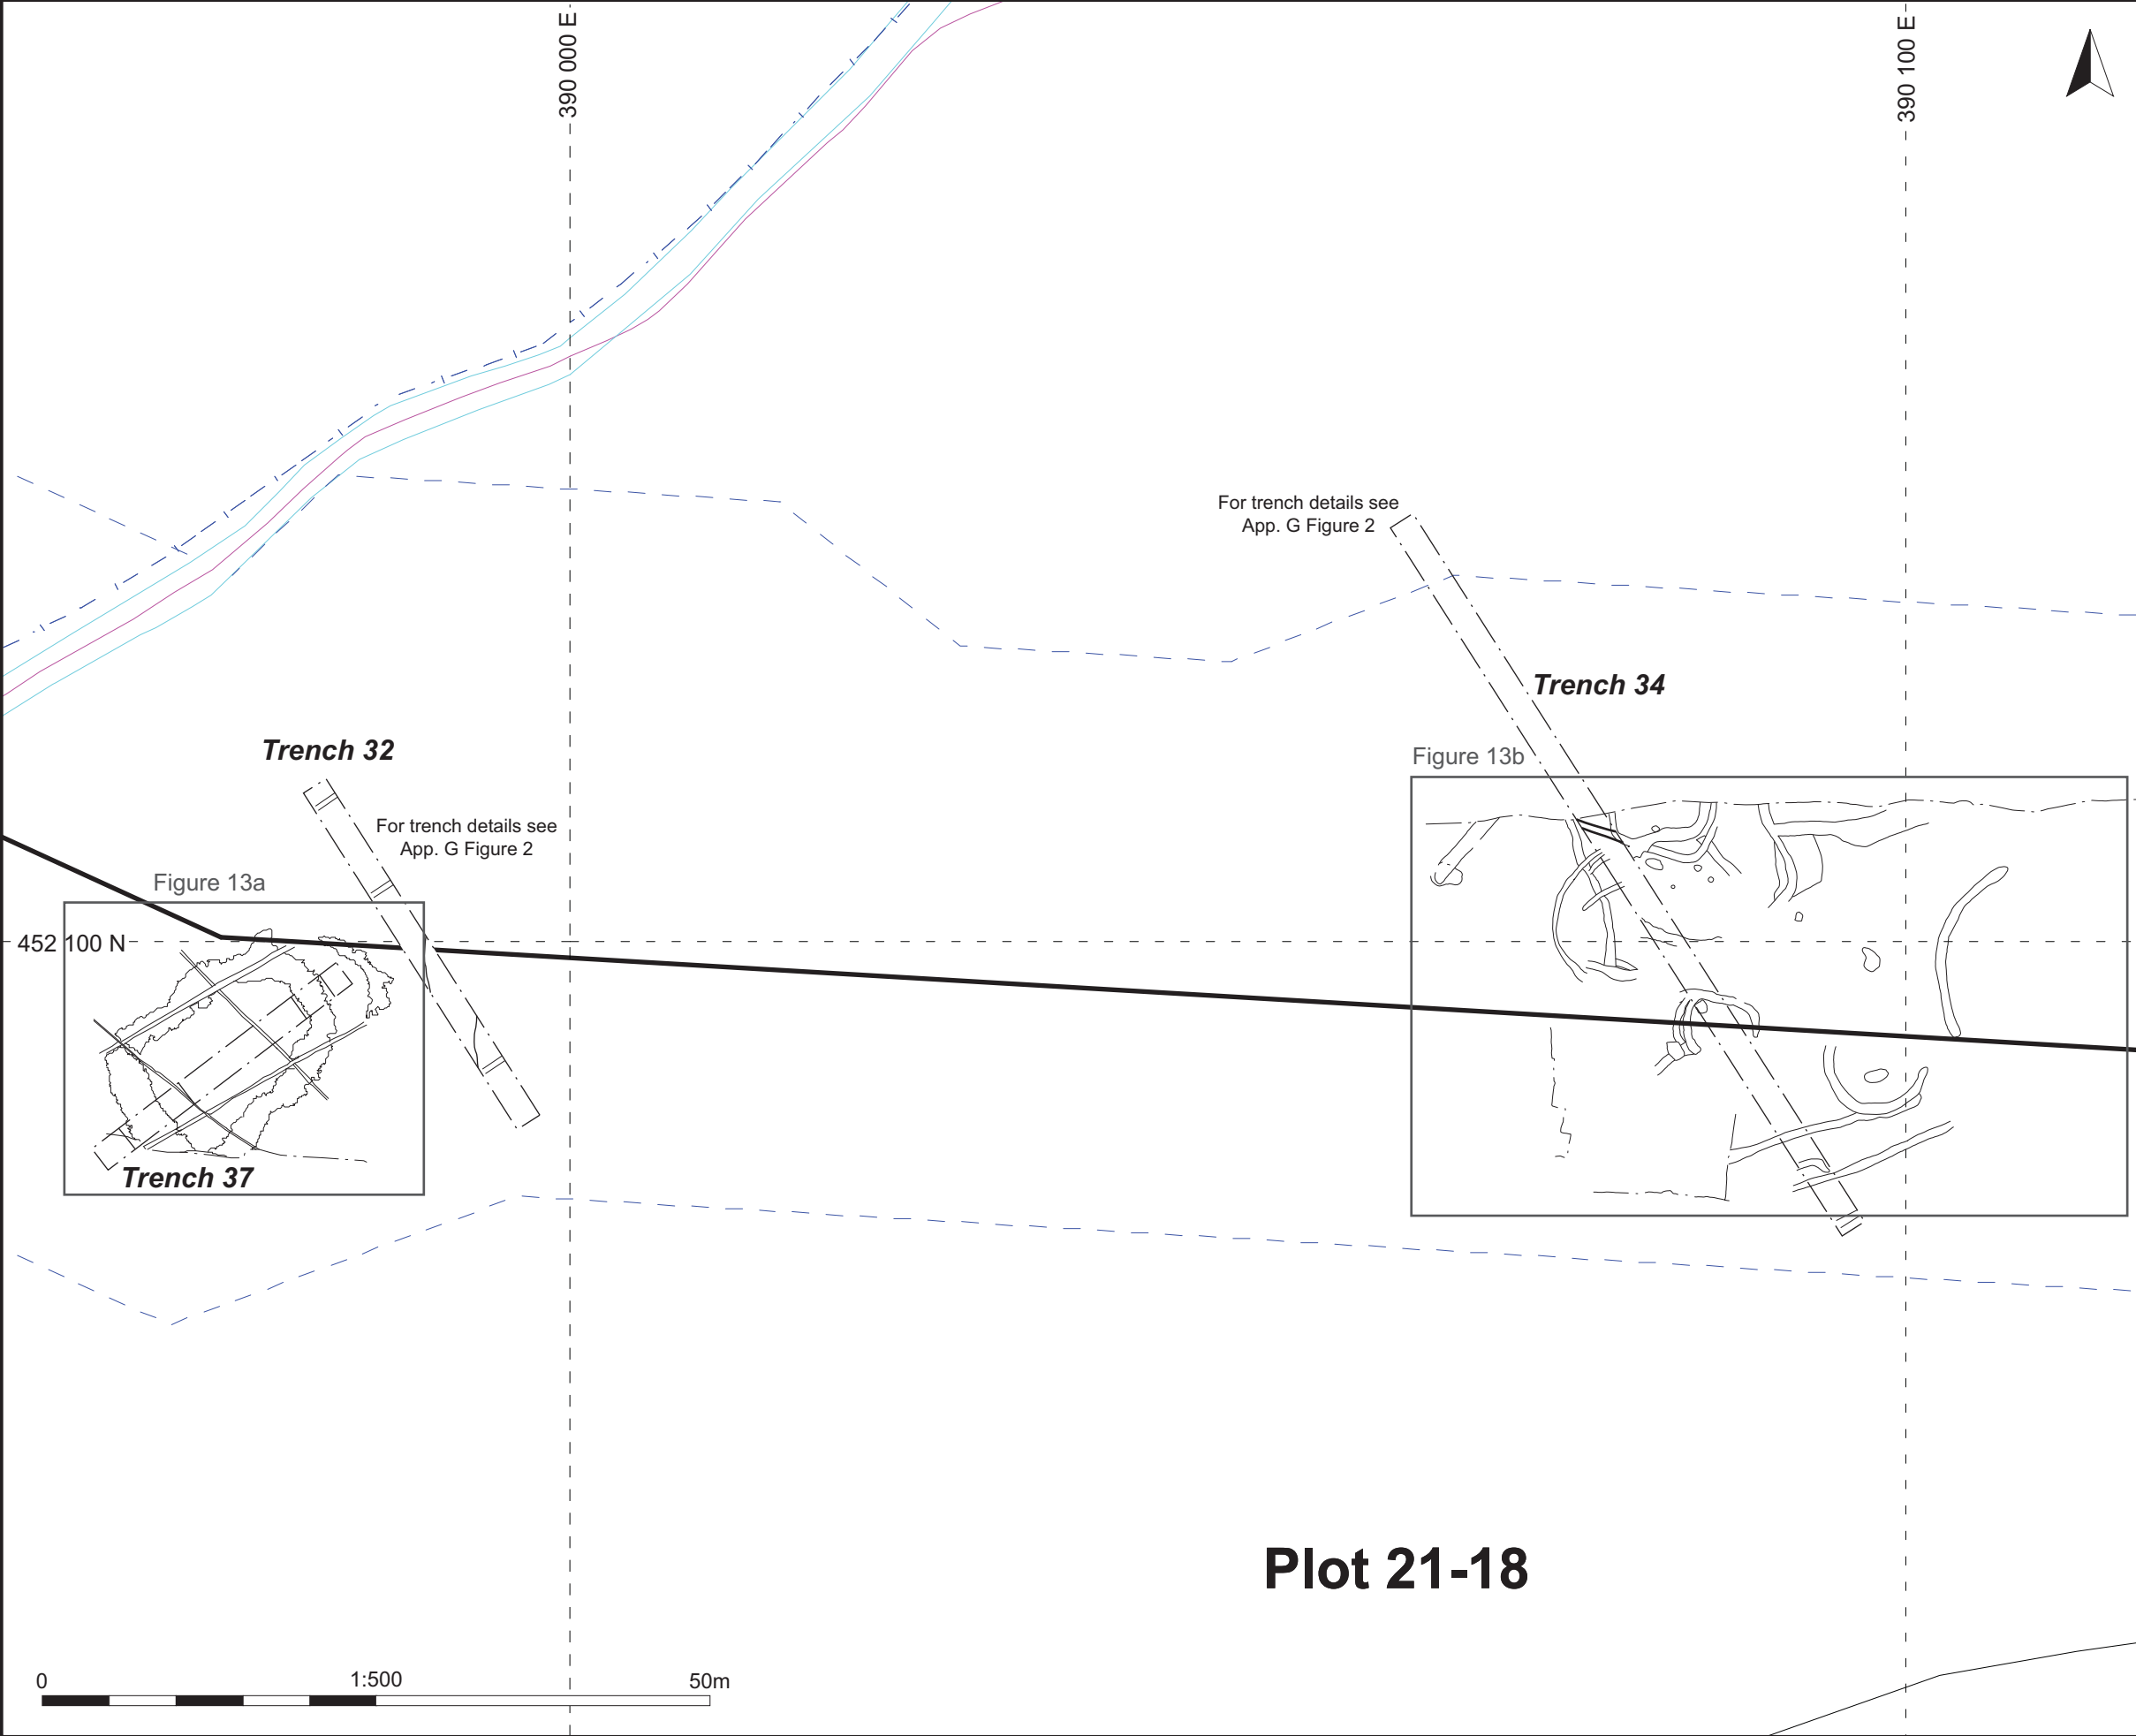 390 000 E
390 100 E
For trench details see
App. G Figure 2
Trench 34
Trench 32
Figure 13b
For trench details see
App. G Figure 2
Figure 13a
452 100 N
Trench 37
Plot 21-18
0 1:500 50m